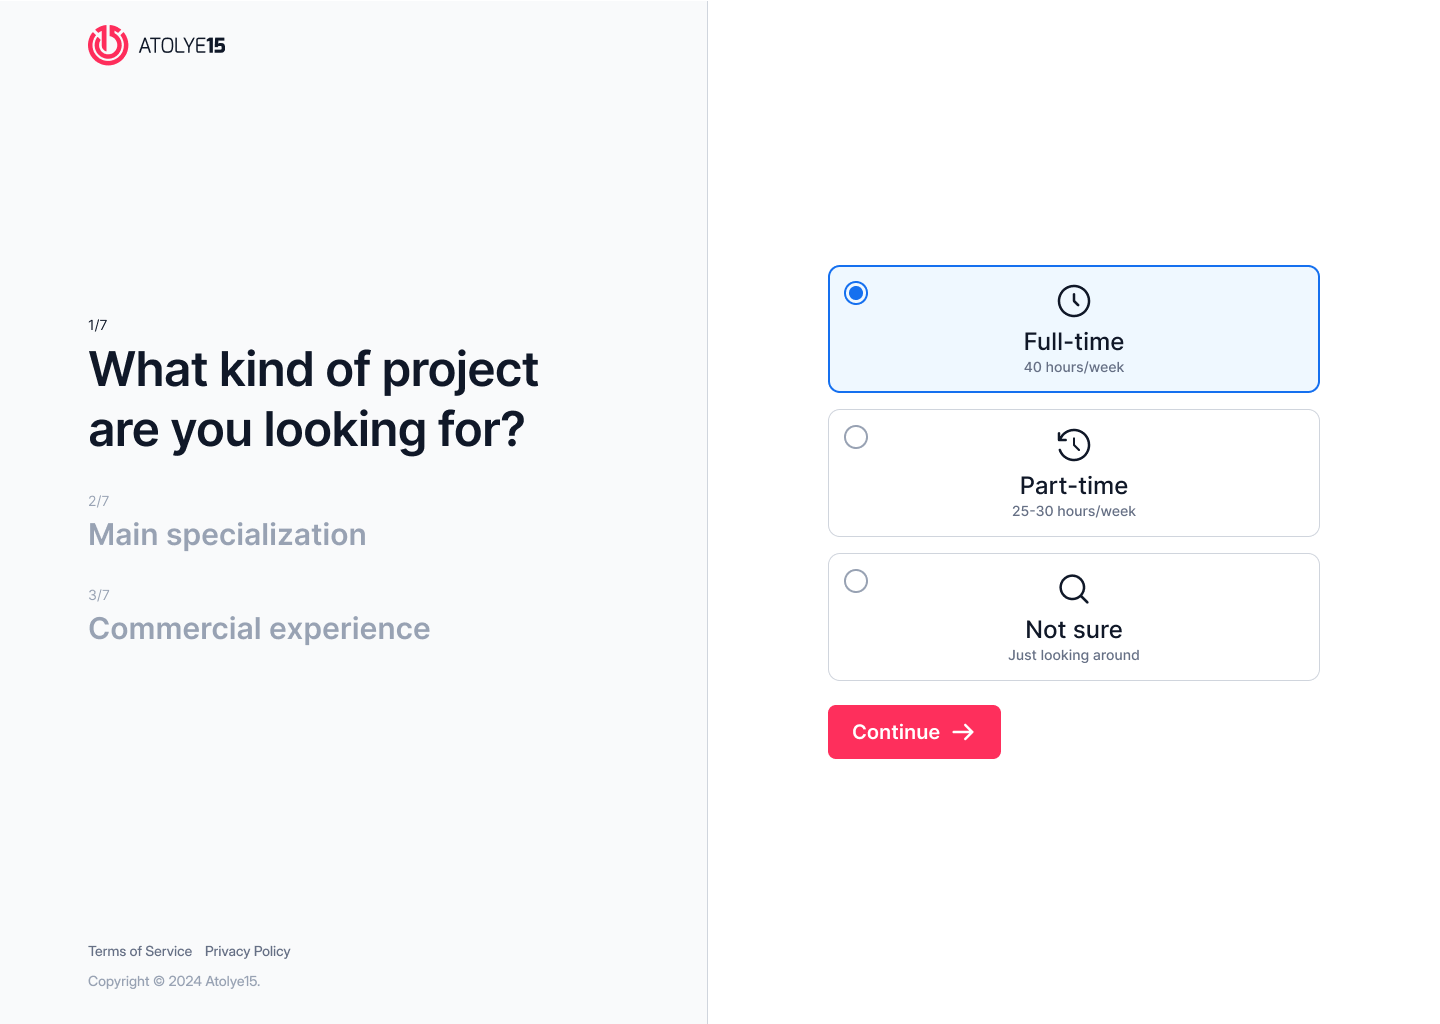 ATOLYE15
1/7
What kind of project
are you looking for?
2/7
Main specialization
3/7
Commercial experience
Terms of Service Privacy Policy
Copyright © 2024 Atolye15.
Full-time
40 hours/week
Part-time
25-30 hours/week
Not sure
Just looking around
Continue